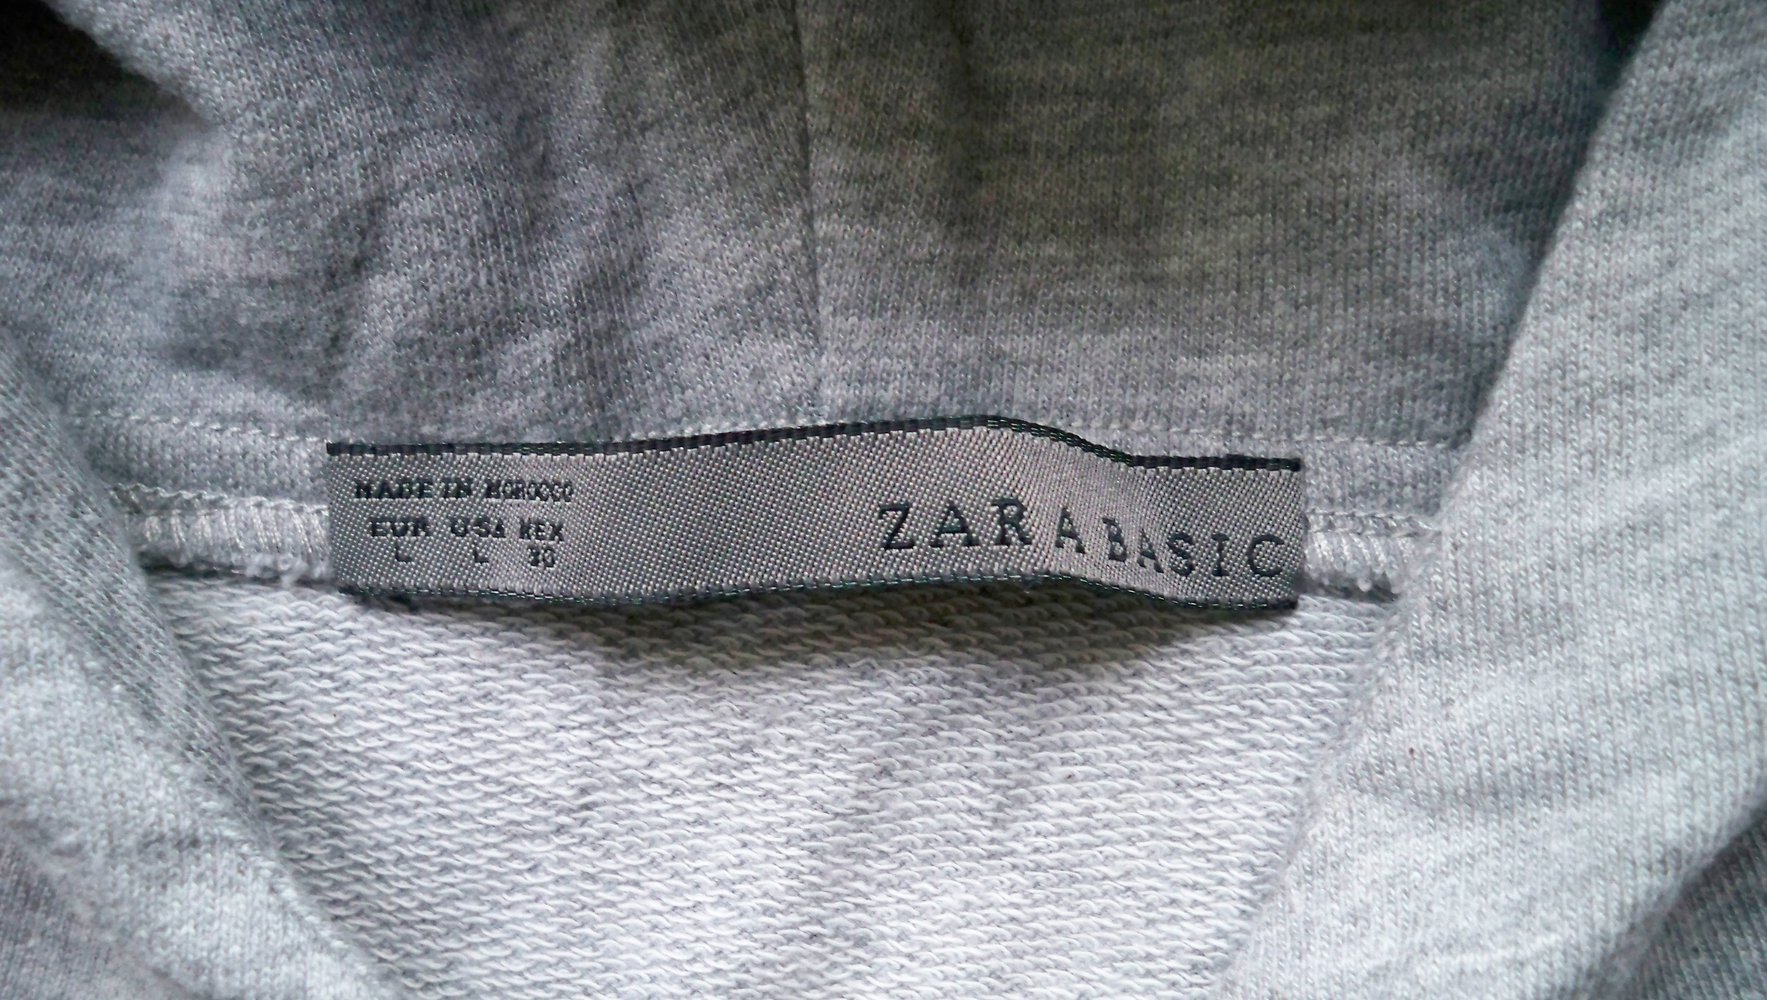 MADE IN MOROCCO
EUR USA MEX
L L 30
ZARA BASIC